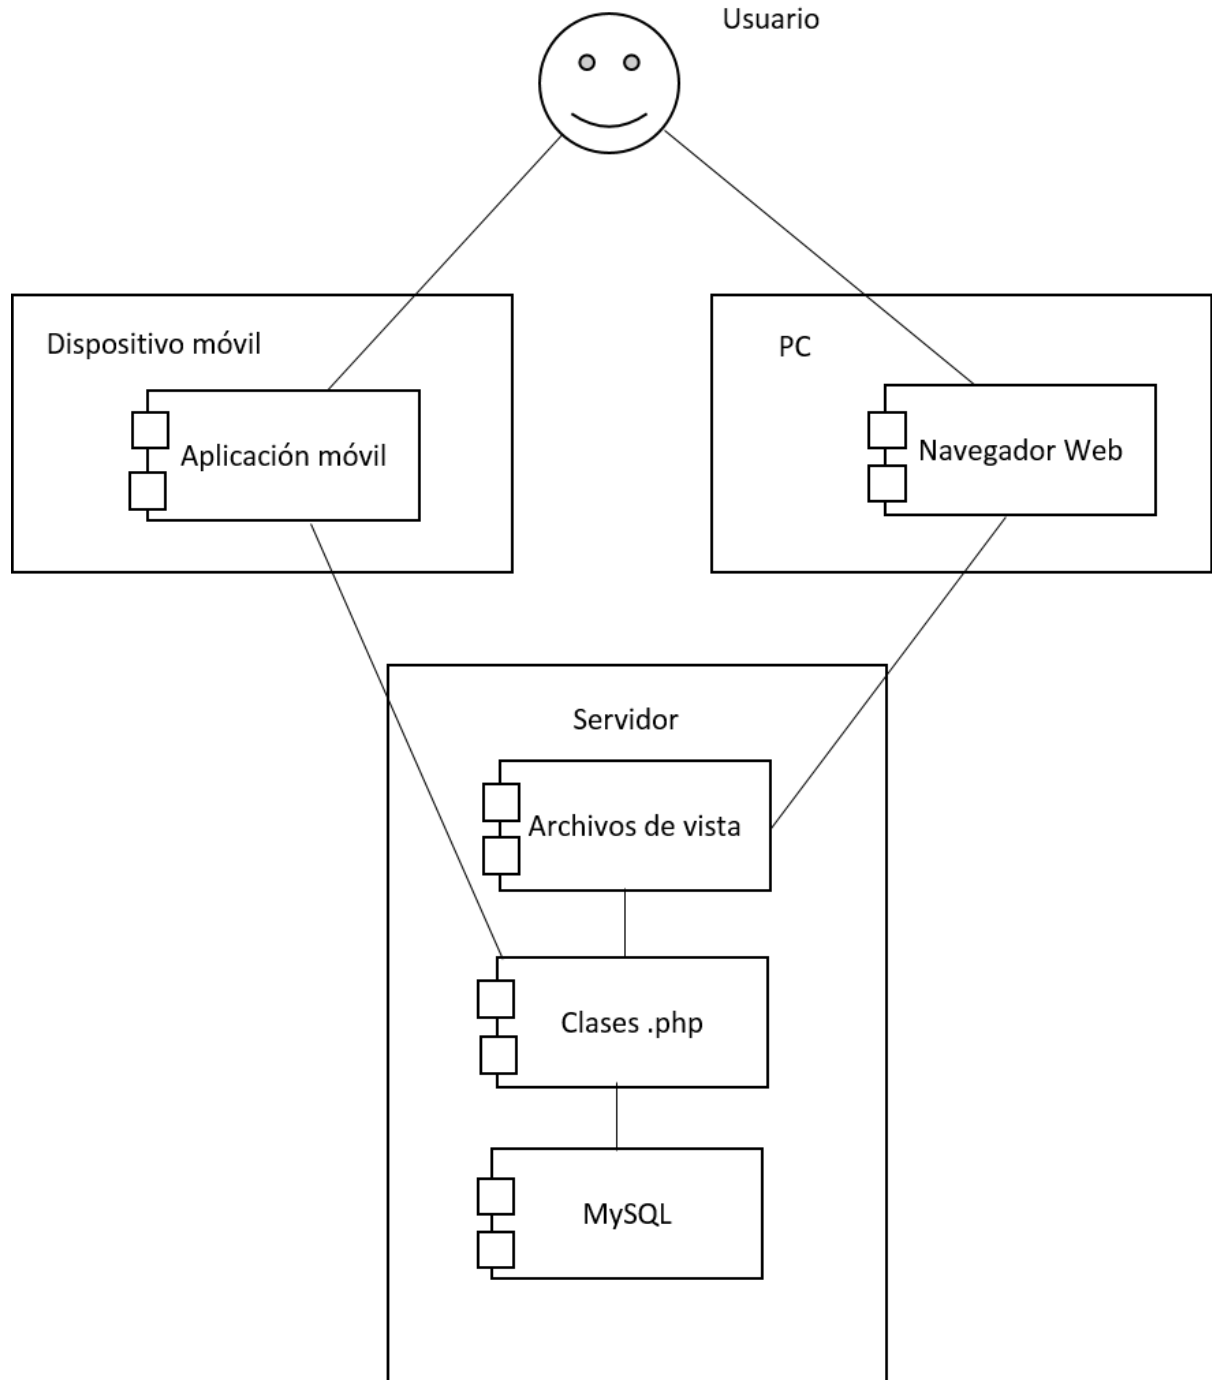 Usuario
Dispositivo móvil
PC
Aplicación móvil
Navegador Web
Servidor
Archivos de vista
Clases .php
MySQL